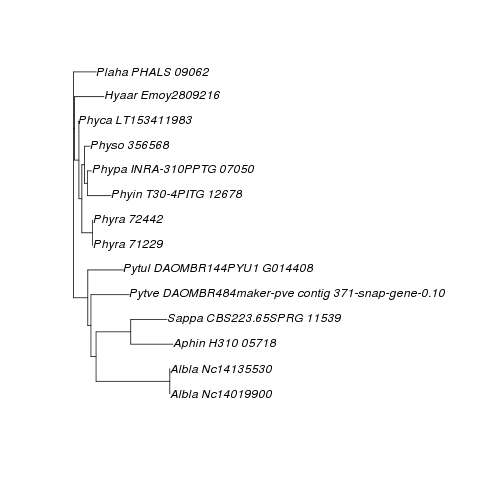 Plaha PHALS 09062
Hyaar Emoy2809216
Phyca LT153411983
Physo 356568
Phypa INRA-310PPTG 07050
Phyin T30-4PITG 12678
Phyra 72442
Phyra 71229
Pytul DAOMBR144PYU1 G014408
Pytve DAOMBR484maker-pve contig 371-snap-gene-0.10
Sappa CBS223.65SPRG 11539
Aphin H310 05718
Albla Nc14135530
Albla Nc14019900